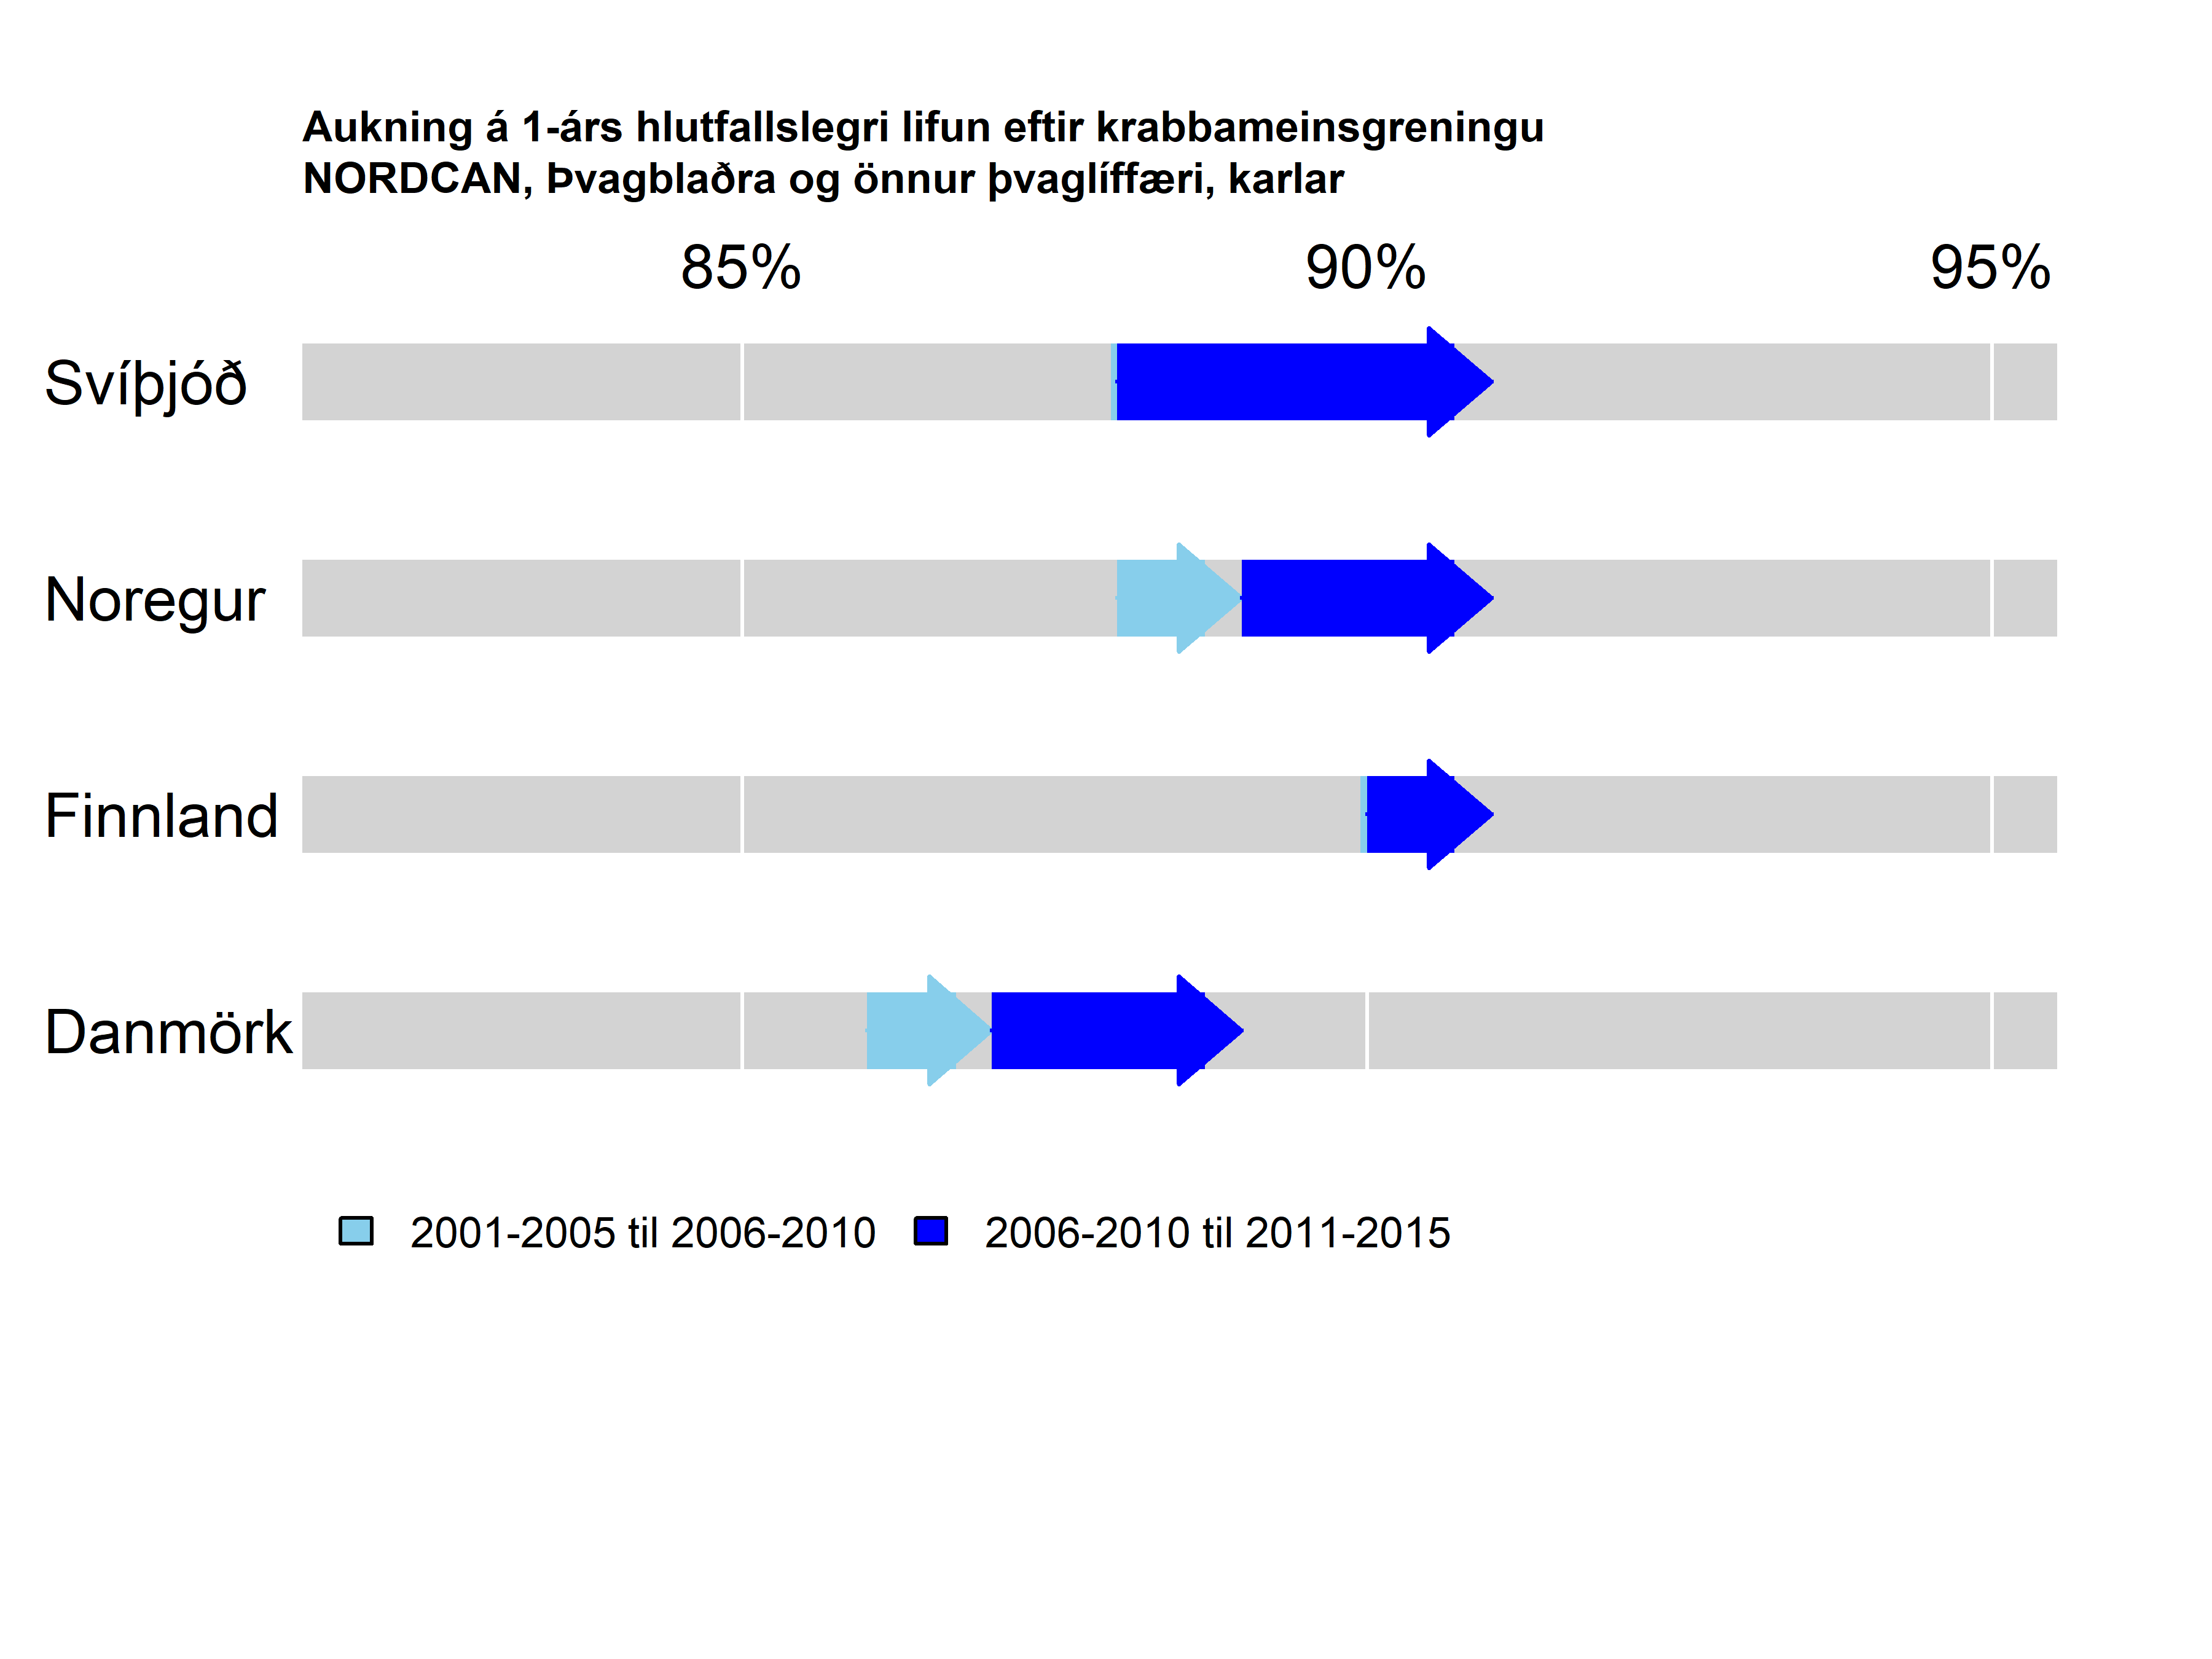 Aukning á 1-árs hlutfallslegri lifun eftir krabbameinsgreningu
NORDCAN, Þvagblaðra og önnur þvaglíffæri, karlar
85% 90% 95%
Svíþjóð
Noregur
Finnland
Danmörk
2001-2005 til 2006-2010 2006-2010 til 2011-2015